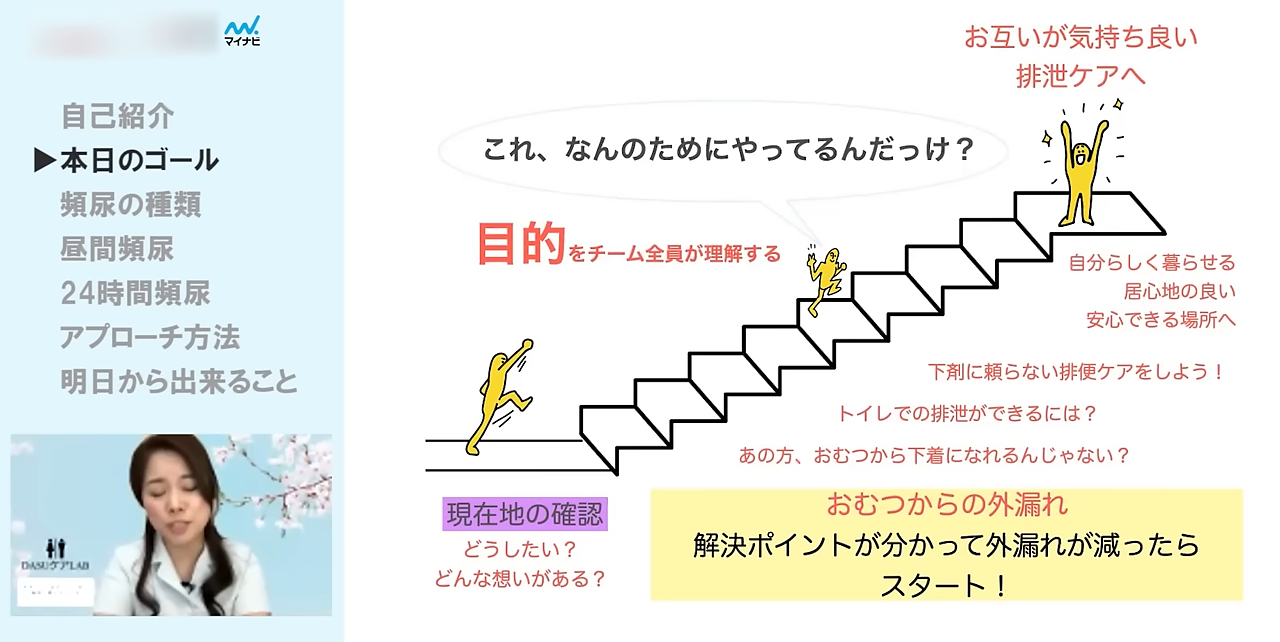 マイナビ
自己紹介
▶本日のゴール
頻尿の種類
昼間頻尿
24時間頻尿
アプローチ方法
明日から出来ること
DASUケアLAB
お互いが気持ち良い
排泄ケアへ
これ、なんのためにやってるんだっけ？
目的をチーム全員が理解する
自分らしく暮らせる
居心地の良い
安心できる場所へ
下剤に頼らない排便ケアをしよう！
トイレでの排泄ができるには？
あの方、おむつから下着になれるんじゃない？
現在地の確認
どうしたい？
どんな想いがある？
おむつからの外漏れ
解決ポイントが分かって外漏れが減ったら
スタート！